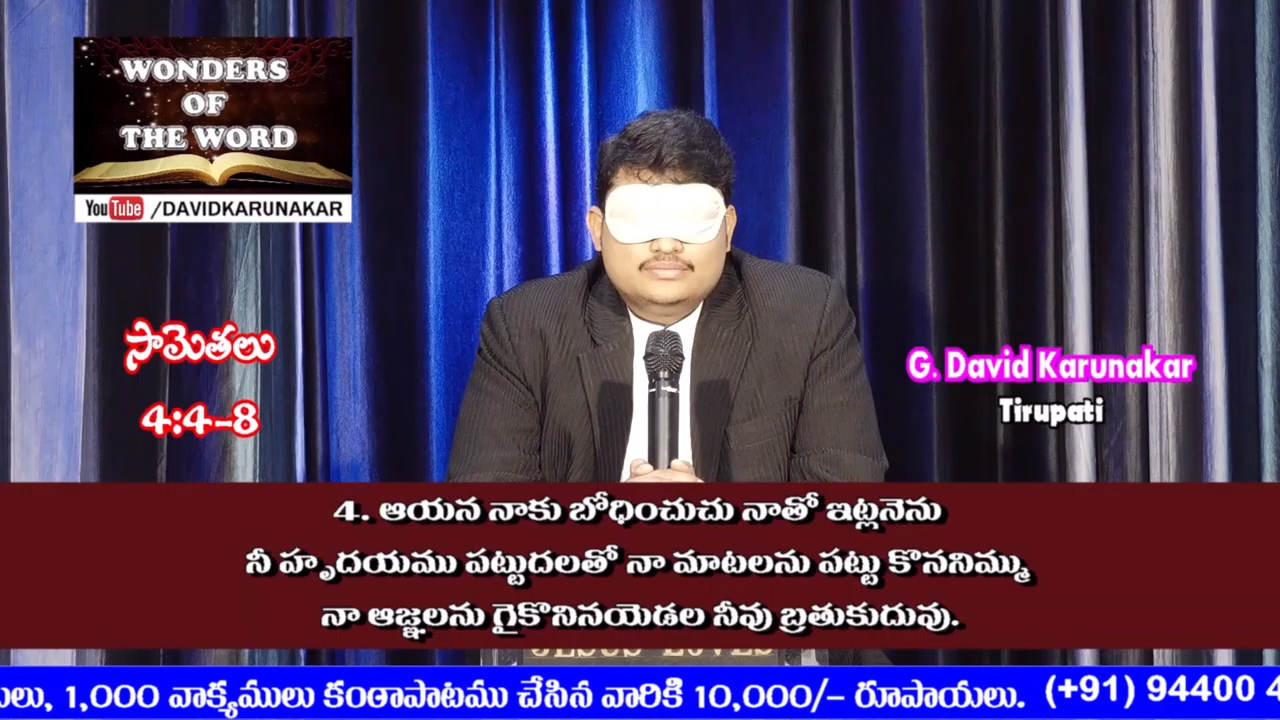 WONDERS
OF
THE WORD
YouTube /DAVIDKARUNAKAR
సామెతలు
4:4-8
G. David Karunakar
Tirupati
4. ఆయన నాకు బోధించుచు నాతో ఇట్లనెను
నీ హృదయము పట్టుదలతో నా మాటలను పట్టు కొననిమ్ము
నా ఆజ్ఞలను గైకొనినయెడల నీవు బ్రతుకుదువు.
JESUS LOVES
1,000 వాక్యములు కంఠాపాటము చేసిన వారికి 10,000/- రూపాయలు. (+91) 94400 4